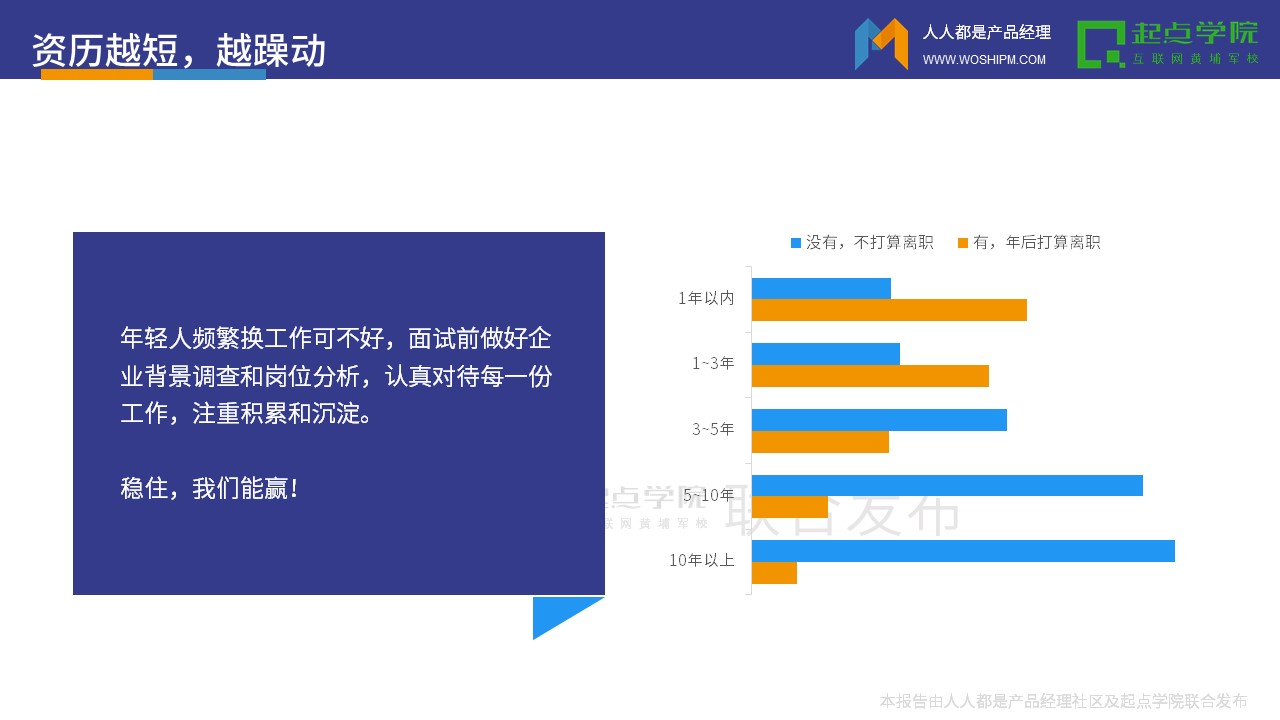 资历越短，越躁动
人人都是产品经理
WWW.WOSHIPM.COM
起点学院
互联网黄埔军校
年轻人频繁换工作可不好，面试前做好企
业背景调查和岗位分析，认真对待每一份
工作，注重积累和沉淀。
稳住，我们能赢！
没有，不打算离职
有，年后打算离职
1年以内
1~3年
3~5年
5~10年
10年以上
点学院
联网黄埔军校
联合发布
本报告由人人都是产品经理社区及起点学院联合发布